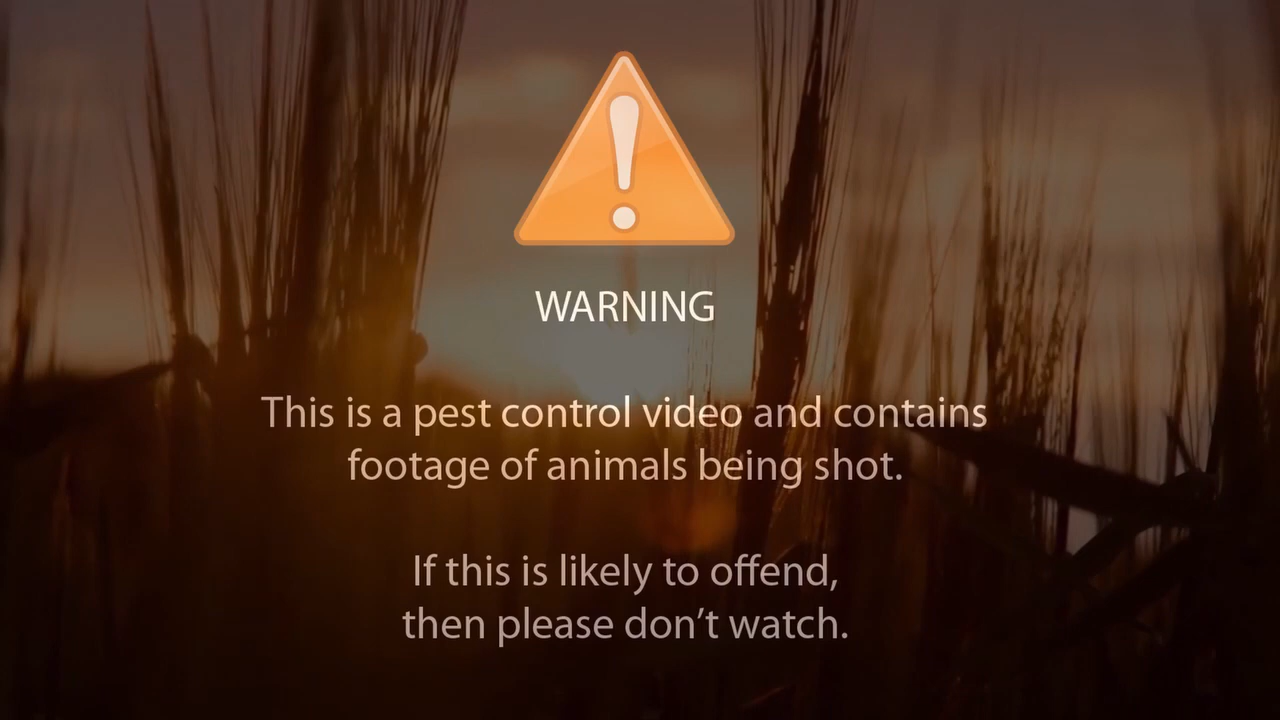 WARNING
This is a pest control video and contains
footage of animals being shot.
If this is likely to offend,
then please don’t watch.